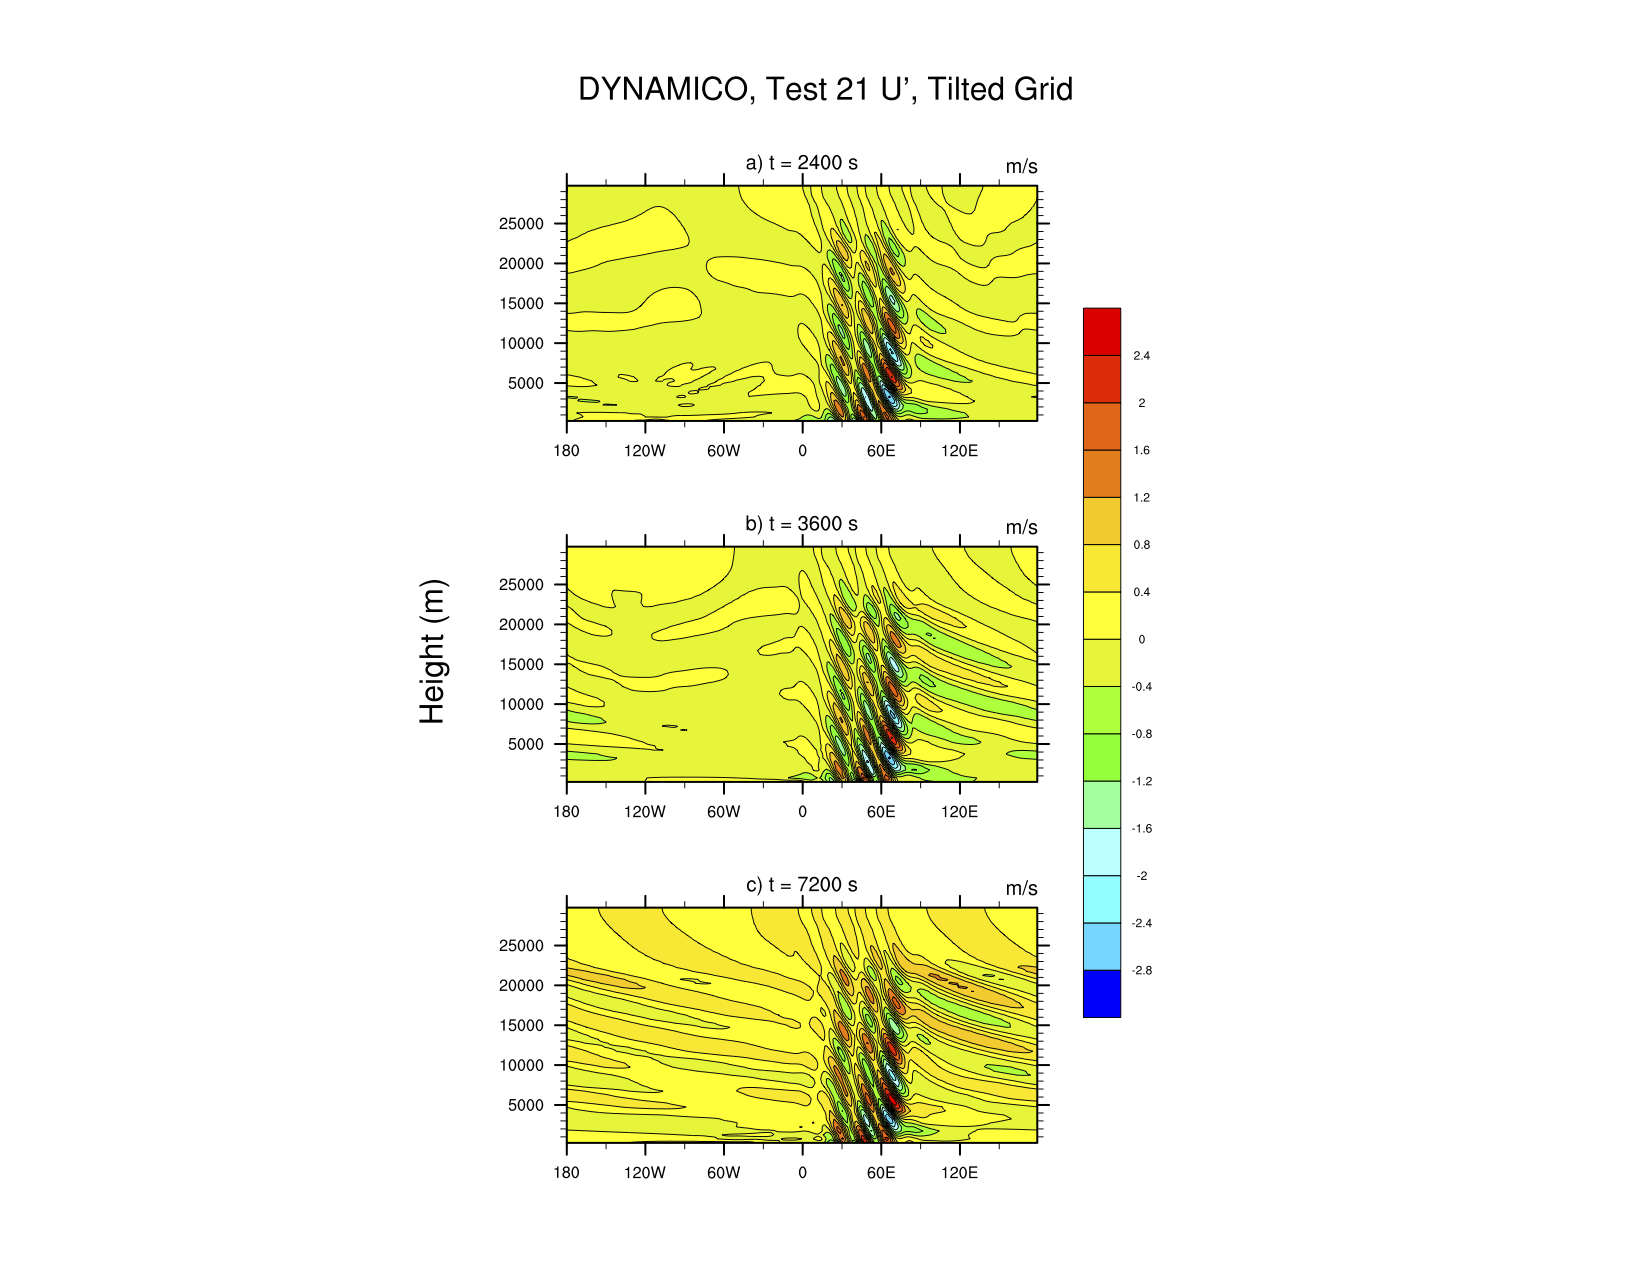 DYNAMICO, Test 21 U’, Tilted Grid
a) t = 2400 s
m/s
25000
20000
15000
10000
5000
180 120W 60W 0 60E 120E
b) t = 3600 s
m/s
25000
20000
15000
10000
5000
180 120W 60W 0 60E 120E
c) t = 7200 s
m/s
25000
20000
15000
10000
5000
180 120W 60W 0 60E 120E
Height (m)
2.4
2
1.6
1.2
0.8
0.4
0
-0.4
-0.8
-1.2
-1.6
-2
-2.4
-2.8